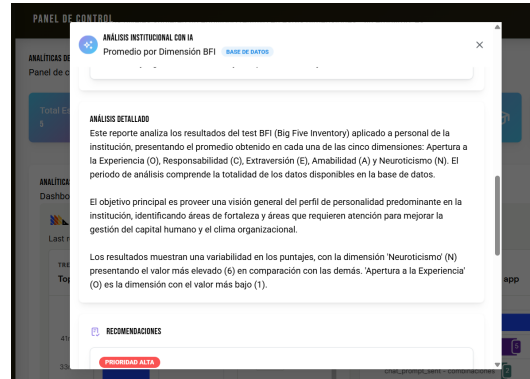 PANEL DE CONTROL
ANÁLISIS INSTITUCIONAL CON IA
Promedio por Dimensión BFI BASE DE DATOS
ANALÍTICAS DE
Panel de c
Total Es
5
ANÁLISIS DETALLADO
Este reporte analiza los resultados del test BFI (Big Five Inventory) aplicado a personal de la
institución, presentando el promedio obtenido en cada una de las cinco dimensiones: Apertura a
la Experiencia (O), Responsabilidad (C), Extraversión (E), Amabilidad (A) y Neuroticismo (N). El
periodo de análisis comprende la totalidad de los datos disponibles en la base de datos.
El objetivo principal es proveer una visión general del perfil de personalidad predominante en la
institución, identificando áreas de fortaleza y áreas que requieren atención para mejorar la
gestión del capital humano y el clima organizacional.
Los resultados muestran una variabilidad en los puntajes, con la dimensión 'Neuroticismo' (N)
presentando el valor más elevado (6) en comparación con las demás. 'Apertura a la Experiencia'
(O) es la dimensión con el valor más bajo (1).
ANALÍTICA
Dashbo
Last r
TRE
Top
app
RECOMENDACIONES
PRIORIDAD ALTA
chat_prompt_sent - combinaciones
2